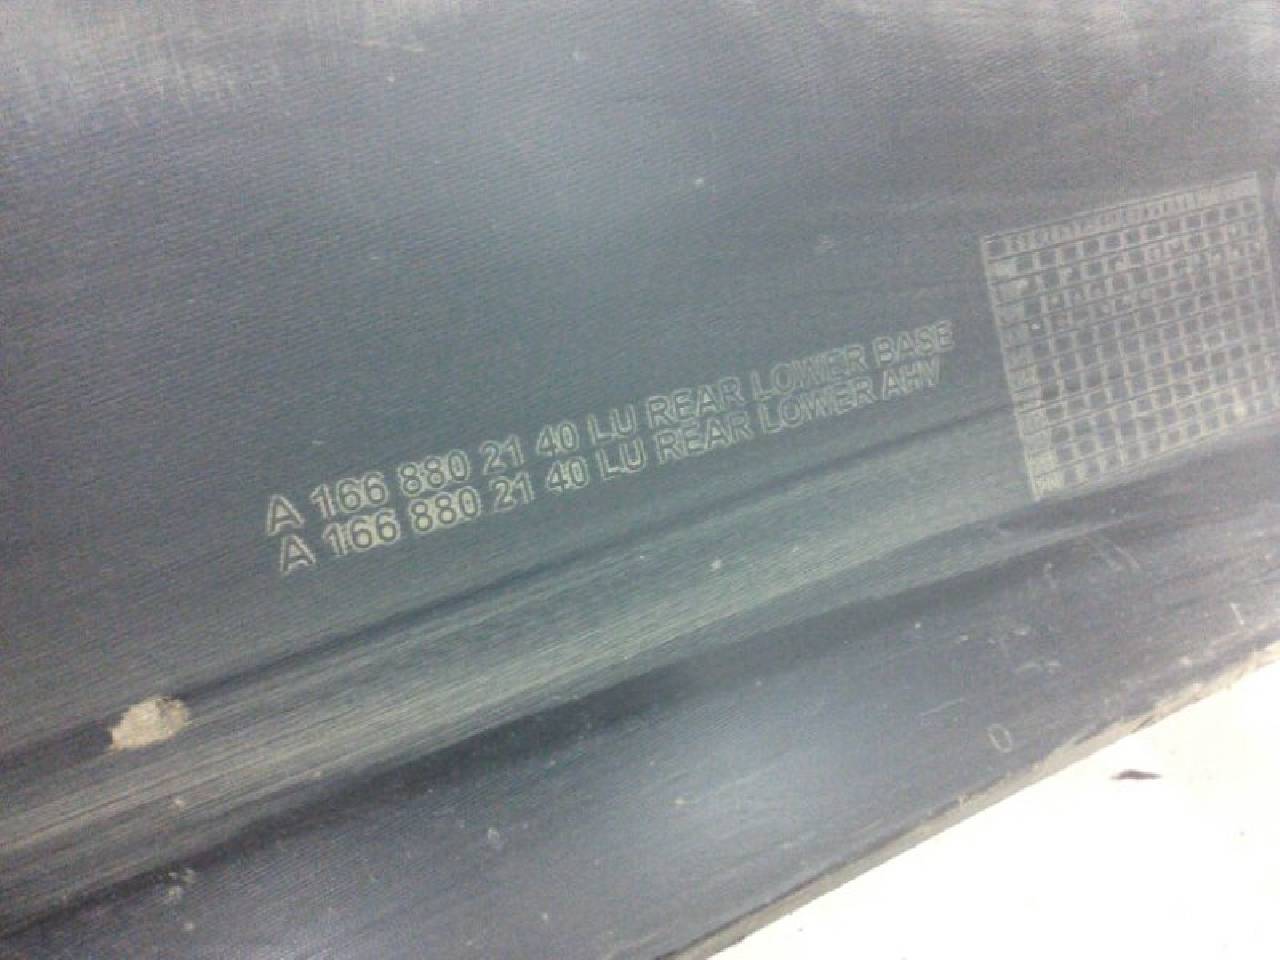 A 166 880 21 40 LU REAR LOWER BASE
A 166 880 21 40 LU REAR LOWER AHV